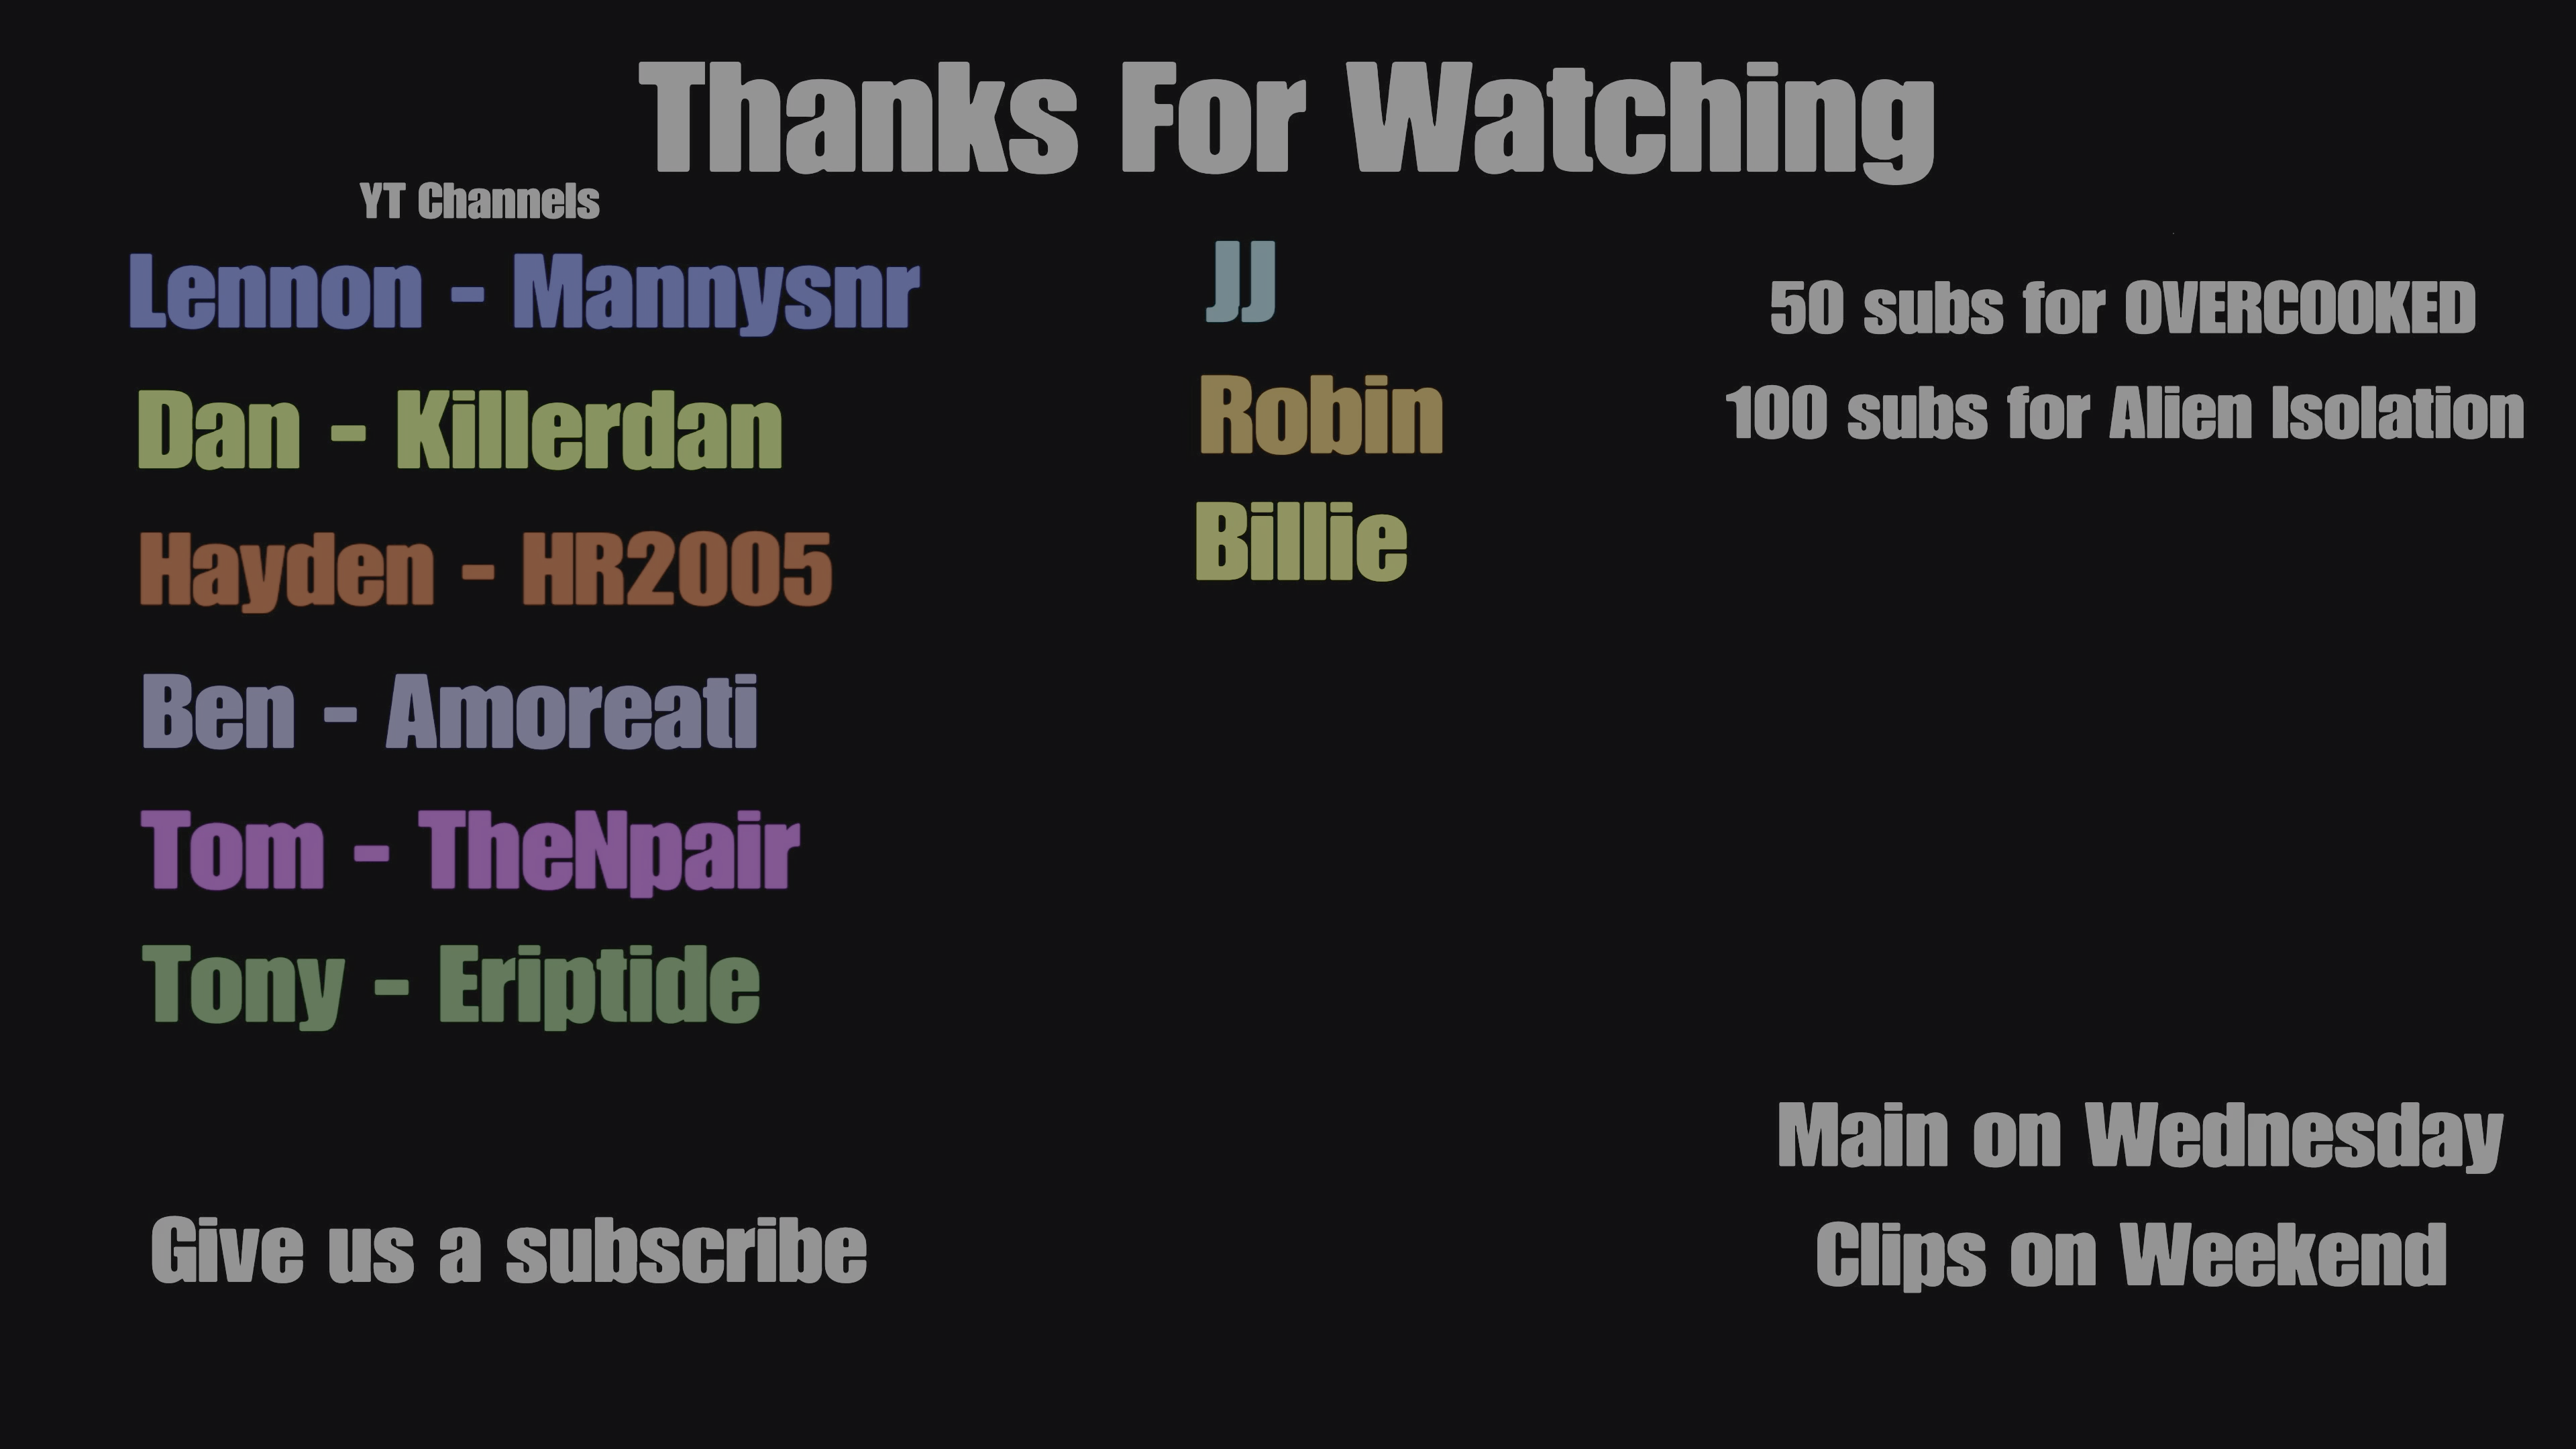 Thanks For Watching
YT Channels
Lennon - Mannysnr
Dan - Killerdan
Hayden - HR2005
Ben - Amoreati
Tom - TheNpair
Tony - Eriptide
JJ
Robin
Billie
50 subs for OVERCOOKED
100 subs for Alien Isolation
Give us a subscribe
Main on Wednesday
Clips on Weekend